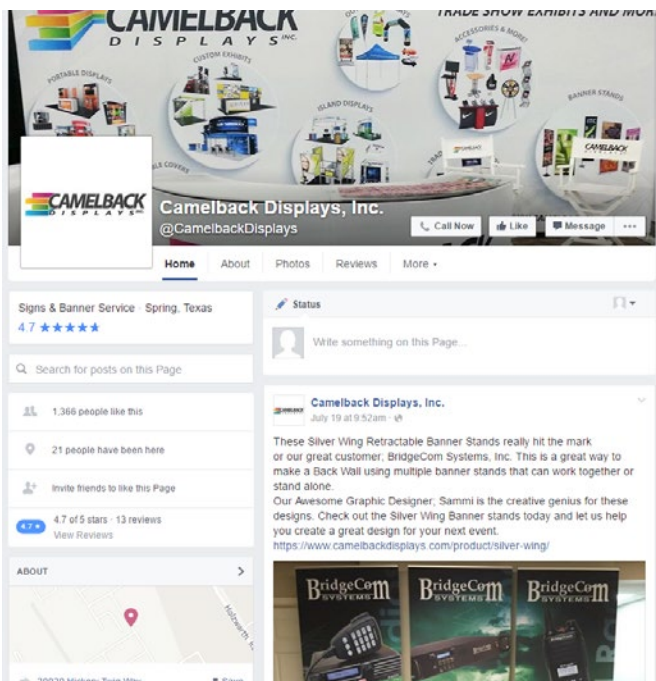 CAMELBACK
DISPLAYS INC.
TRADE SHOW EXHIBITS AND MOR
PORTABLE DISPLAYS
CUSTOM EXHIBITS
ISLAND DISPLAYS
ACCESSORIES & MORE!
BANNER STANDS
LE COVERS
CAMELBACK
CAMELBACK
DISPLAYS INC
Camelback Displays, Inc.
@CamelbackDisplays
Call Now
Like
Message
Home About Photos Reviews More
Signs & Banner Service · Spring, Texas
4.7
Search for posts on this Page
1,366 people like this
21 people have been here
Invite friends to like this Page
4.7 4.7 of 5 stars · 13 reviews
View Reviews
ABOUT
Holzwarth
Status
Write something on this Page...
CAMELBACK
Camelback Displays, Inc.
July 19 at 9:52am
These Silver Wing Retractable Banner Stands really hit the mark
or our great customer; BridgeCom Systems, Inc. This is a great way to
make a Back Wall using multiple banner stands that can work together or
stand alone.
Our Awesome Graphic Designer; Sammi is the creative genius for these
designs. Check out the Silver Wing Banner stands today and let us help
you create a great design for your next event.
https://www.camelbackdisplays.com/product/silver-wing/
BridgeCom
SYSTEMS
BridgeCom
SYSTEMS
BridgeCom
SYSTEMS